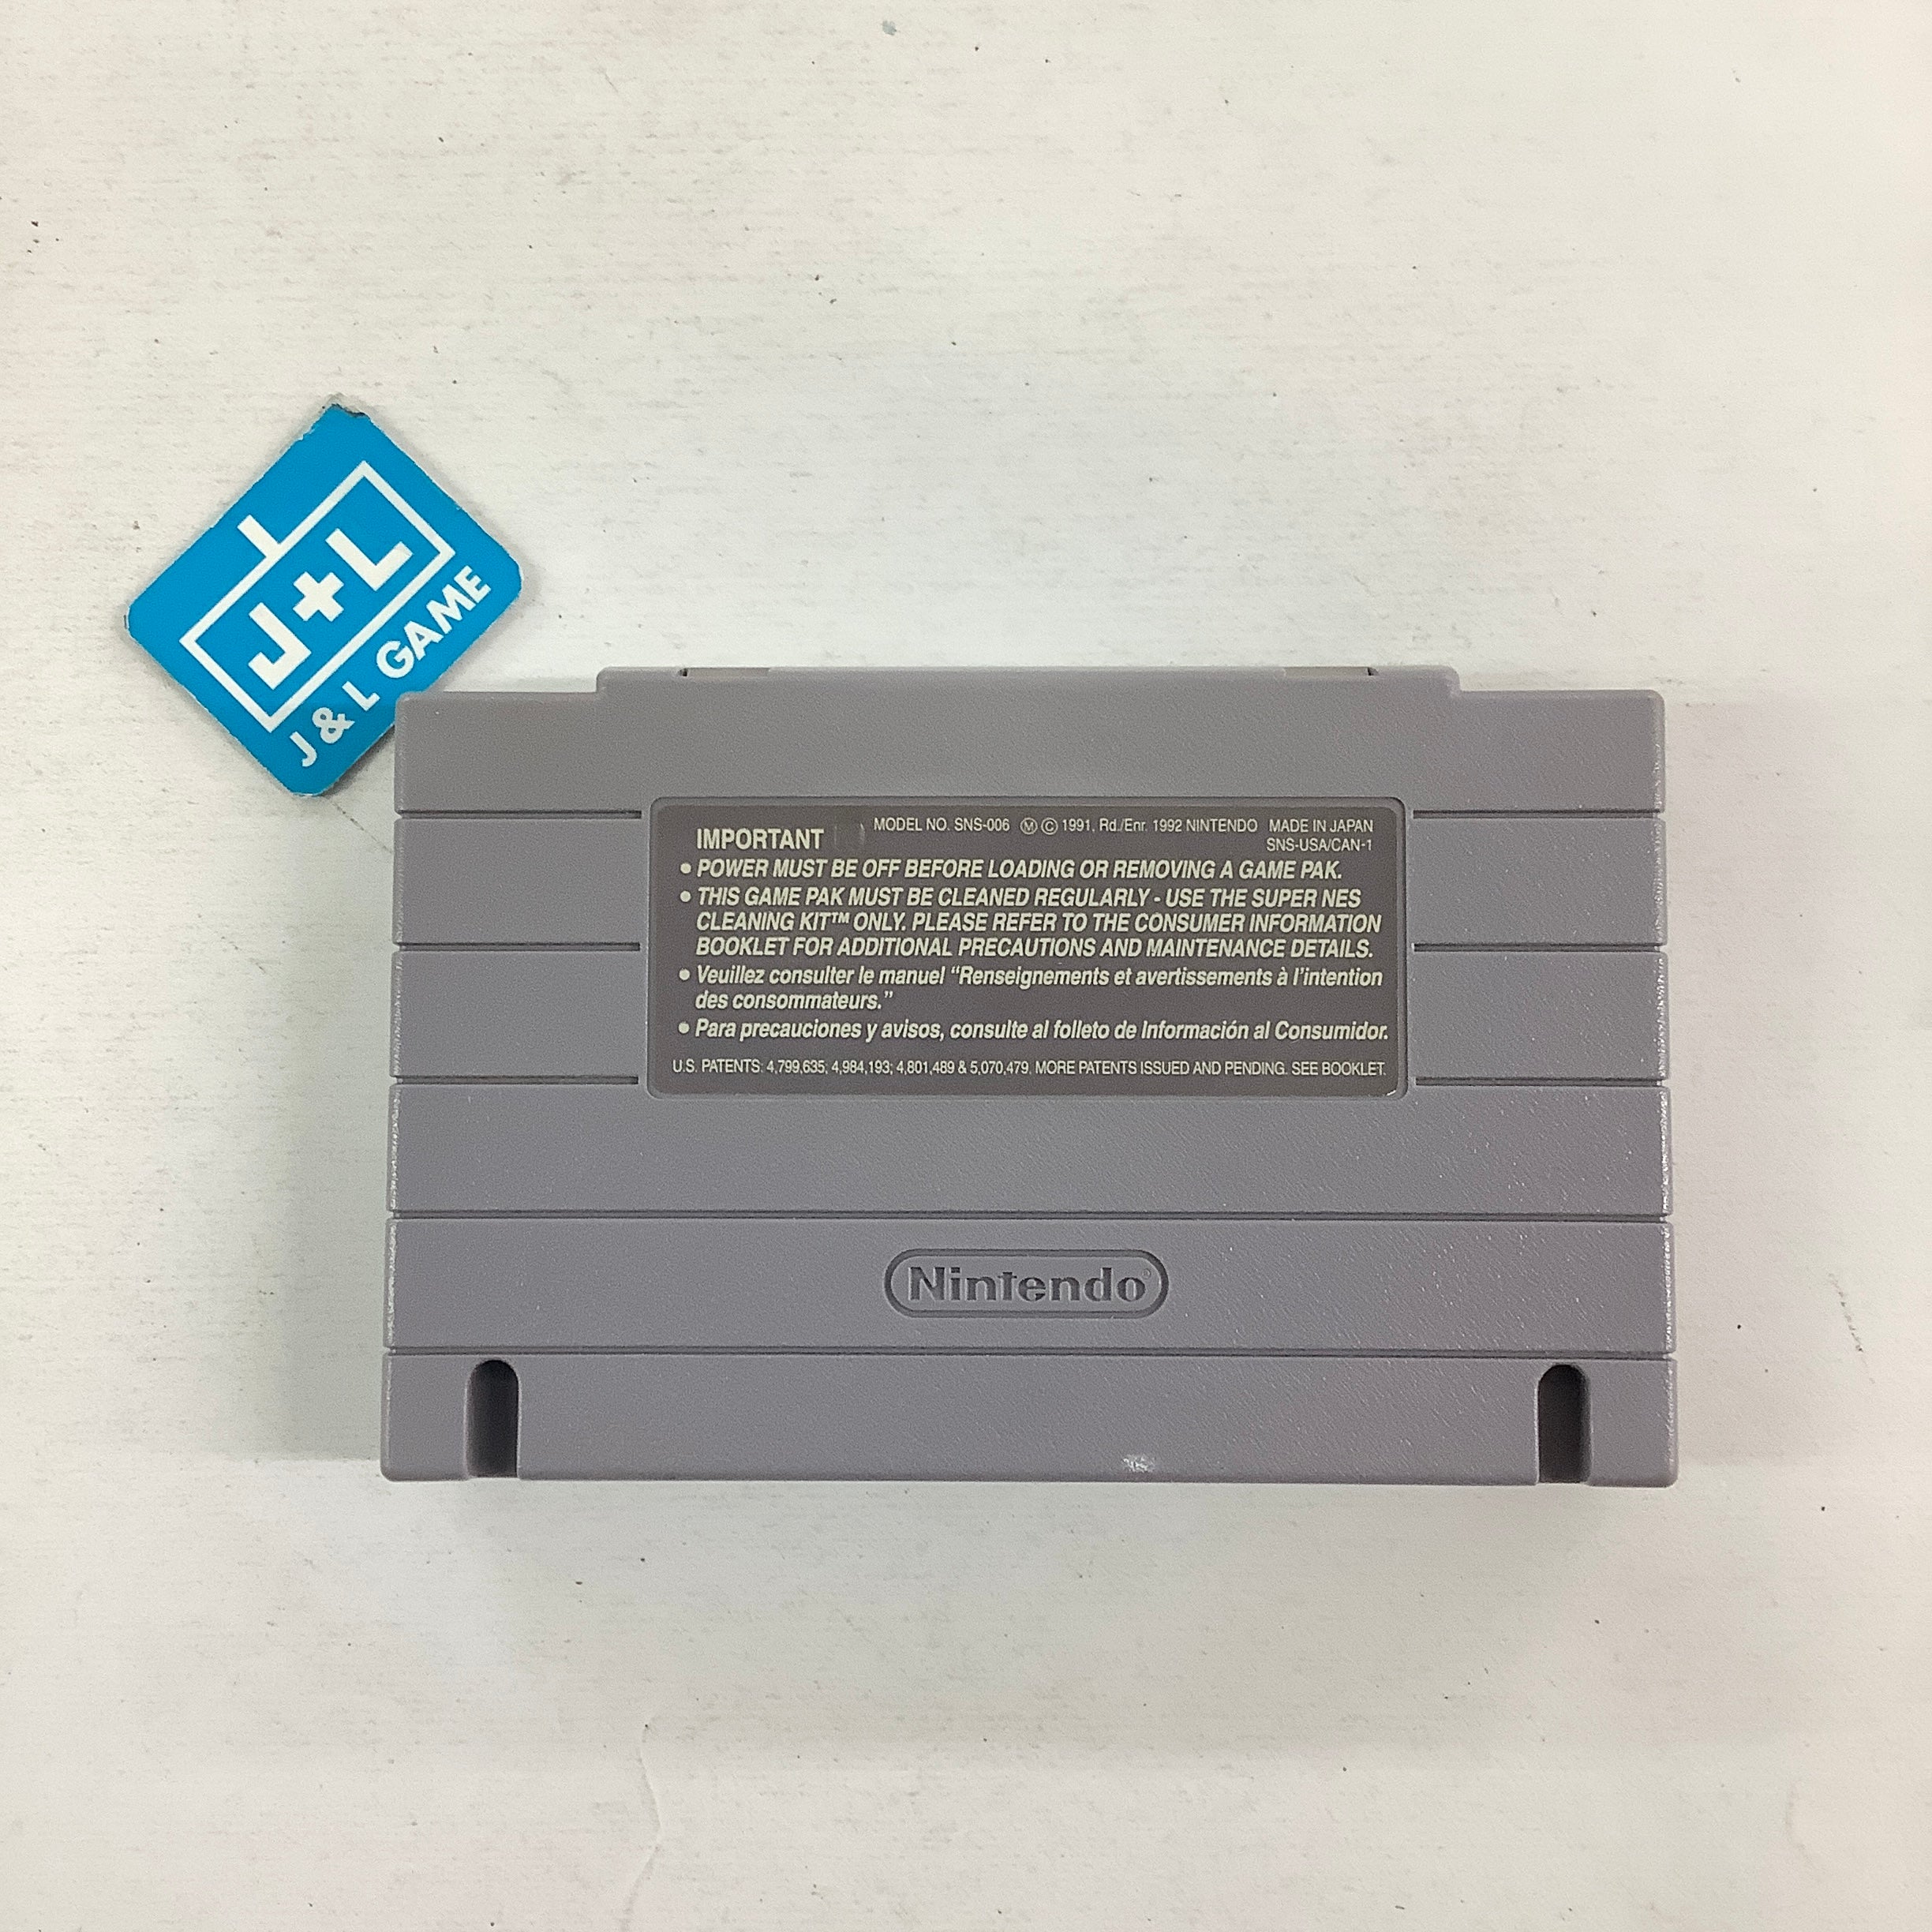 J+L
J & L GAME
IMPORTANT MODEL NO. SNS-006 Ⓜ © 1991, Rd./Enr. 1992 NINTENDO MADE IN JAPAN
SNS-USA/CAN-1
• POWER MUST BE OFF BEFORE LOADING OR REMOVING A GAME PAK.
• THIS GAME PAK MUST BE CLEANED REGULARLY - USE THE SUPER NES
CLEANING KIT™ ONLY. PLEASE REFER TO THE CONSUMER INFORMATION
BOOKLET FOR ADDITIONAL PRECAUTIONS AND MAINTENANCE DETAILS.
• Veuillez consulter le manuel “Renseignements et avertissements à l’intention
des consommateurs.”
• Para precauciones y avisos, consulte al folleto de Información al Consumidor.
U.S. PATENTS: 4,799,635; 4,984,193; 4,801,489 & 5,070,479. MORE PATENTS ISSUED AND PENDING. SEE BOOKLET.
Nintendo®